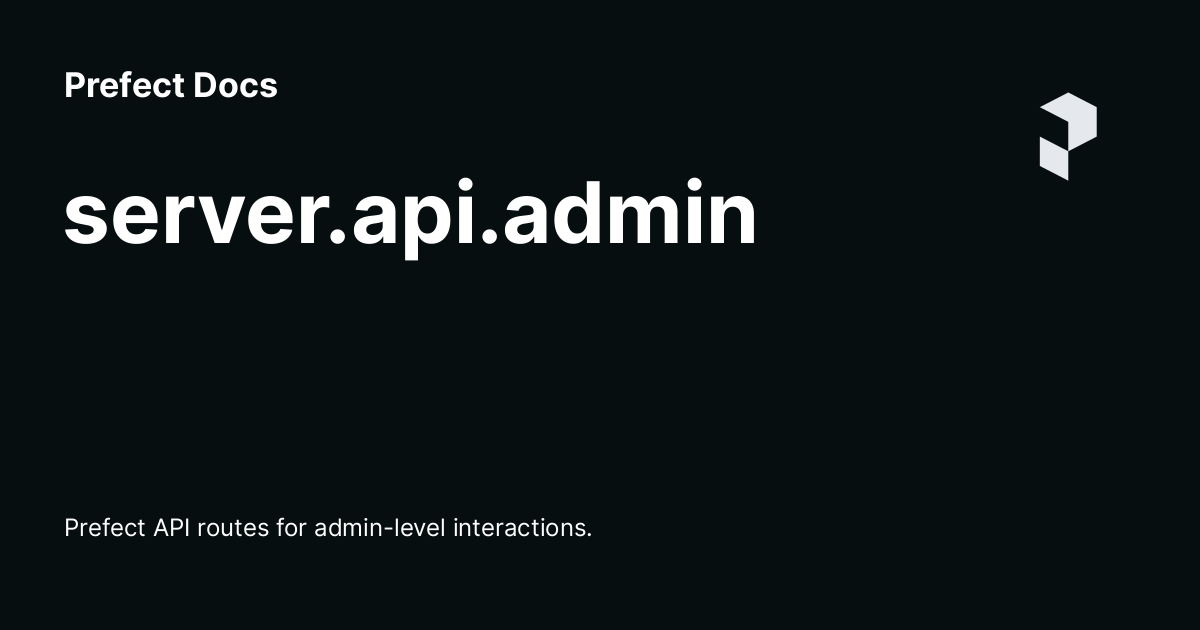 Prefect Docs
server.api.admin
Prefect API routes for admin-level interactions.